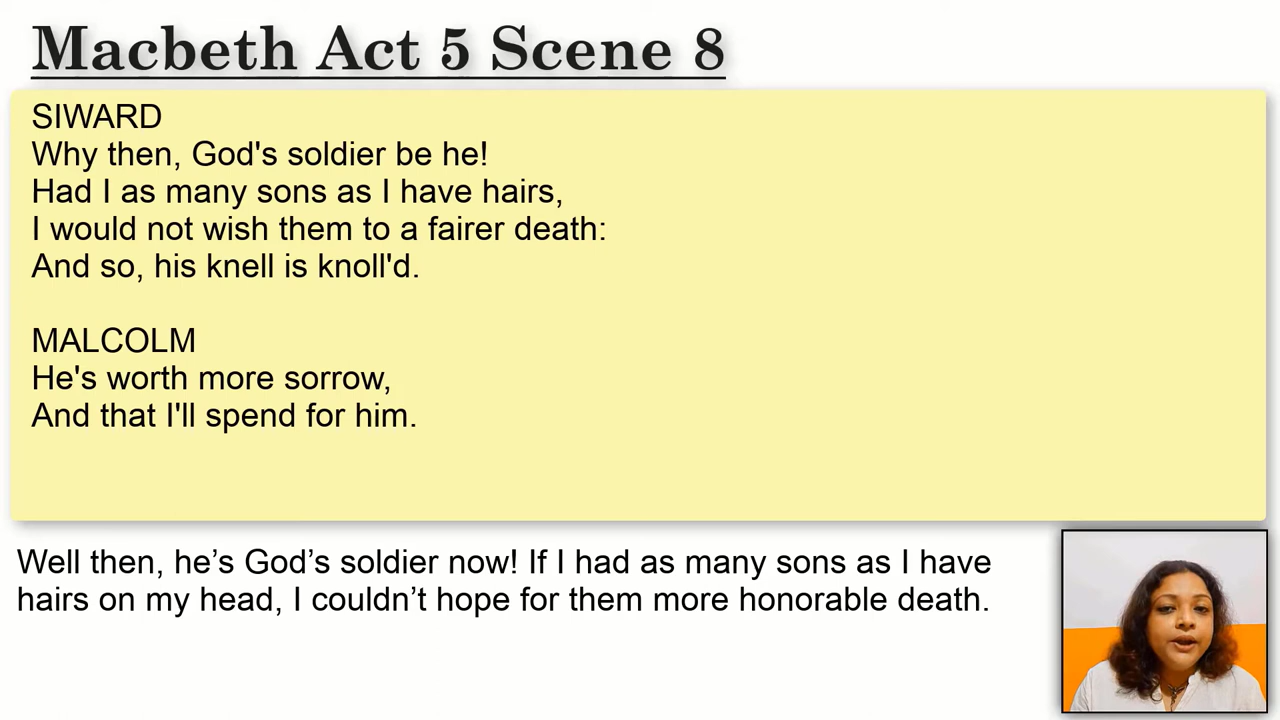 Macbeth Act 5 Scene 8
SIWARD
Why then, God's soldier be he!
Had I as many sons as I have hairs,
I would not wish them to a fairer death:
And so, his knell is knoll'd.
MALCOLM
He's worth more sorrow,
And that I'll spend for him.
Well then, he’s God’s soldier now! If I had as many sons as I have
hairs on my head, I couldn’t hope for them more honorable death.